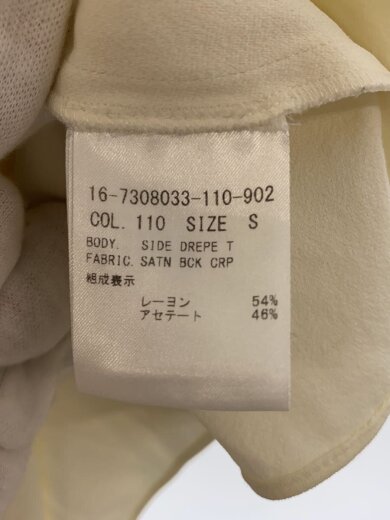 16-7308033-110-902
COL. 110 SIZE S
BODY. SIDE DREPE T
FABRIC. SATN BCK CRP
組成表示
レーヨン 54%
アセテート 46%